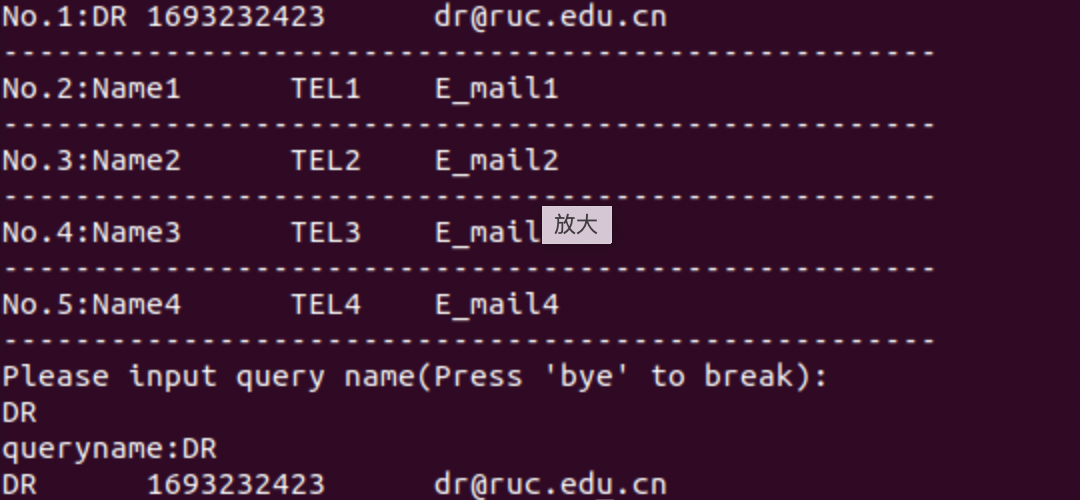 No.1:DR 1693232423 dr@ruc.edu.cn
----------------------------------------------------
No.2:Name1 TEL1 E_mail1
----------------------------------------------------
No.3:Name2 TEL2 E_mail2
----------------------------------------------------
No.4:Name3 TEL3 E_mail
放大
----------------------------------------------------
No.5:Name4 TEL4 E_mail4
----------------------------------------------------
Please input query name(Press 'bye' to break):
DR
queryname:DR
DR 1693232423 dr@ruc.edu.cn